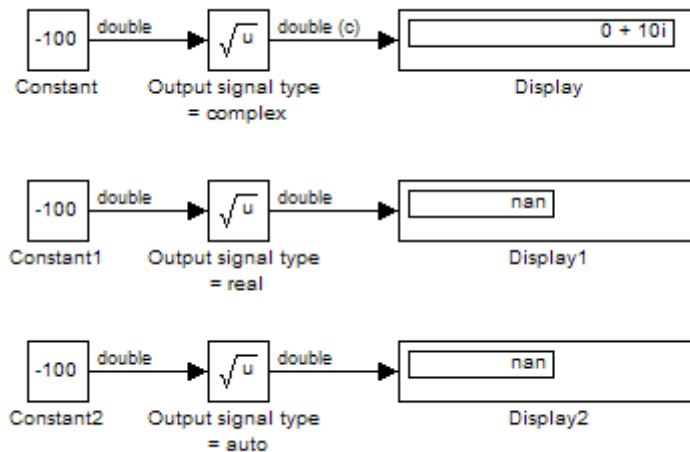 double double (c)
-100 √u 0 + 10i
Constant Output signal type Display
= complex
double double
-100 √u nan
Constant1 Output signal type Display1
= real
double double
-100 √u nan
Constant2 Output signal type Display2
= auto